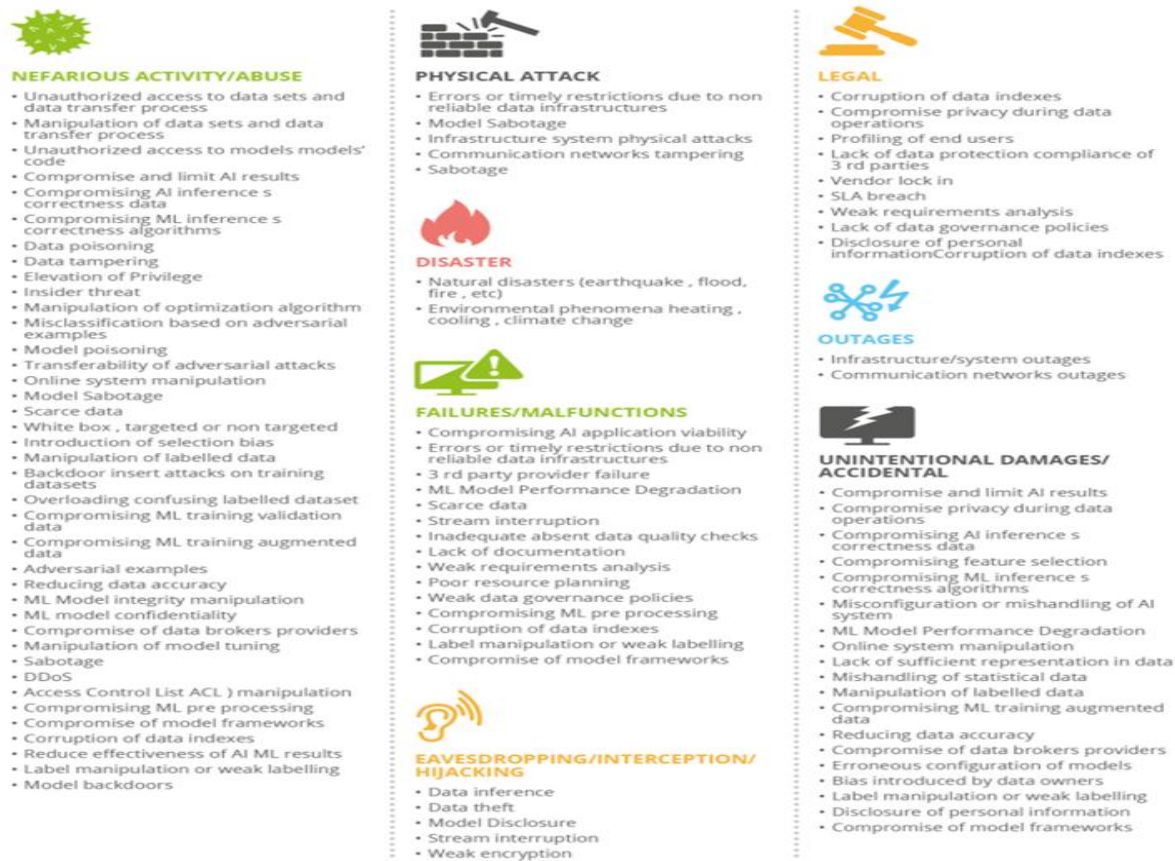 NEFARIOUS ACTIVITY/ABUSE
• Unauthorized access to data sets and
data transfer process
• Manipulation of data sets and data
transfer process
• Unauthorized access to models models'
code
• Compromise and limit AI results
• Compromising AI inference s
correctness data
• Compromising ML inference s
correctness algorithms
• Data poisoning
• Data tampering
• Elevation of Privilege
• Insider threat
• Manipulation of optimization algorithm
• Misclassification based on adversarial
examples
• Model poisoning
• Transferability of adversarial attacks
• Online system manipulation
• Model Sabotage
• Scarce data
• White box , targeted or non targeted
• Introduction of selection bias
• Manipulation of labelled data
• Backdoor insert attacks on training
datasets
• Overloading confusing labelled dataset
• Compromising ML training validation
data
• Compromising ML training augmented
data
• Adversarial examples
• Reducing data accuracy
• ML Model integrity manipulation
• ML model confidentiality
• Compromise of data brokers providers
• Manipulation of model tuning
• Sabotage
• DDoS
• Access Control List ACL ) manipulation
• Compromising ML pre processing
• Compromise of model frameworks
• Corruption of data indexes
• Reduce effectiveness of AI ML results
• Label manipulation or weak labelling
• Model backdoors
PHYSICAL ATTACK
• Errors or timely restrictions due to non
reliable data infrastructures
• Model Sabotage
• Infrastructure system physical attacks
• Communication networks tampering
• Sabotage
DISASTER
• Natural disasters (earthquake , flood,
fire , etc)
• Environmental phenomena heating ,
cooling , climate change
FAILURES/MALFUNCTIONS
• Compromising AI application viability
• Errors or timely restrictions due to non
reliable data infrastructures
• 3 rd party provider failure
• ML Model Performance Degradation
• Scarce data
• Stream interruption
• Inadequate absent data quality checks
• Lack of documentation
• Weak requirements analysis
• Poor resource planning
• Weak data governance policies
• Compromising ML pre processing
• Corruption of data indexes
• Label manipulation or weak labelling
• Compromise of model frameworks
EAVESDROPPING/INTERCEPTION/
HIJACKING
• Data inference
• Data theft
• Model Disclosure
• Stream interruption
• Weak encryption
LEGAL
• Corruption of data indexes
• Compromise privacy during data
operations
• Profiling of end users
• Lack of data protection compliance of
3 rd parties
• Vendor lock in
• SLA breach
• Weak requirements analysis
• Lack of data governance policies
• Disclosure of personal
informationCorruption of data indexes
OUTAGES
• Infrastructure/system outages
• Communication networks outages
UNINTENTIONAL DAMAGES/
ACCIDENTAL
• Compromise and limit AI results
• Compromise privacy during data
operations
• Compromising AI inference s
correctness data
• Compromising feature selection
• Compromising ML inference s
correctness algorithms
• Misconfiguration or mishandling of AI
system
• ML Model Performance Degradation
• Online system manipulation
• Lack of sufficient representation in data
• Mishandling of statistical data
• Manipulation of labelled data
• Compromising ML training augmented
data
• Reducing data accuracy
• Compromise of data brokers providers
• Erroneous configuration of models
• Bias introduced by data owners
• Label manipulation or weak labelling
• Disclosure of personal information
• Compromise of model frameworks